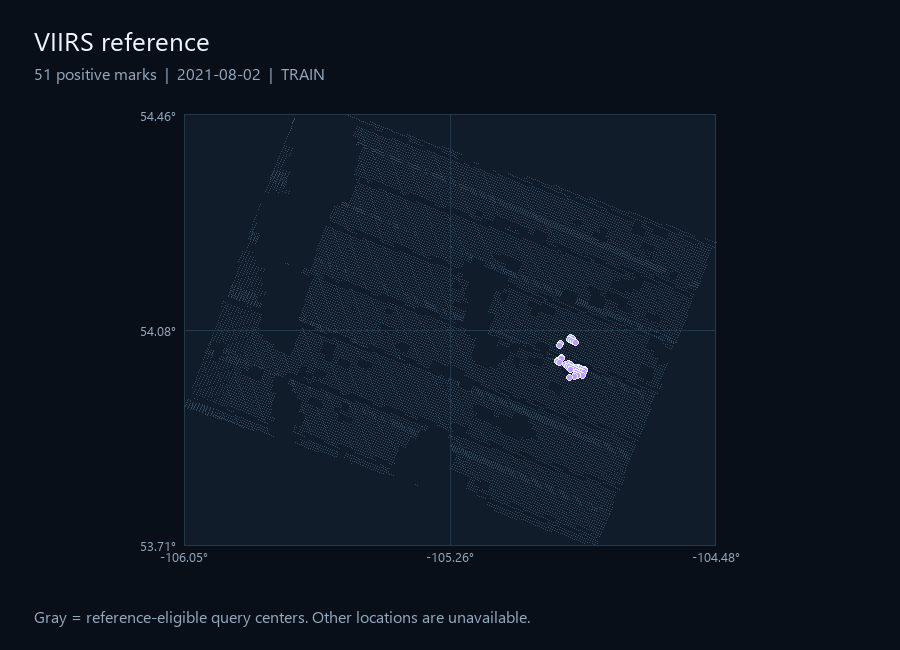 VIIRS reference
51 positive marks | 2021-08-02 | TRAIN
54.46°
54.08°
53.71°
-106.05°
-105.26°
-104.48°
Gray = reference-eligible query centers. Other locations are unavailable.